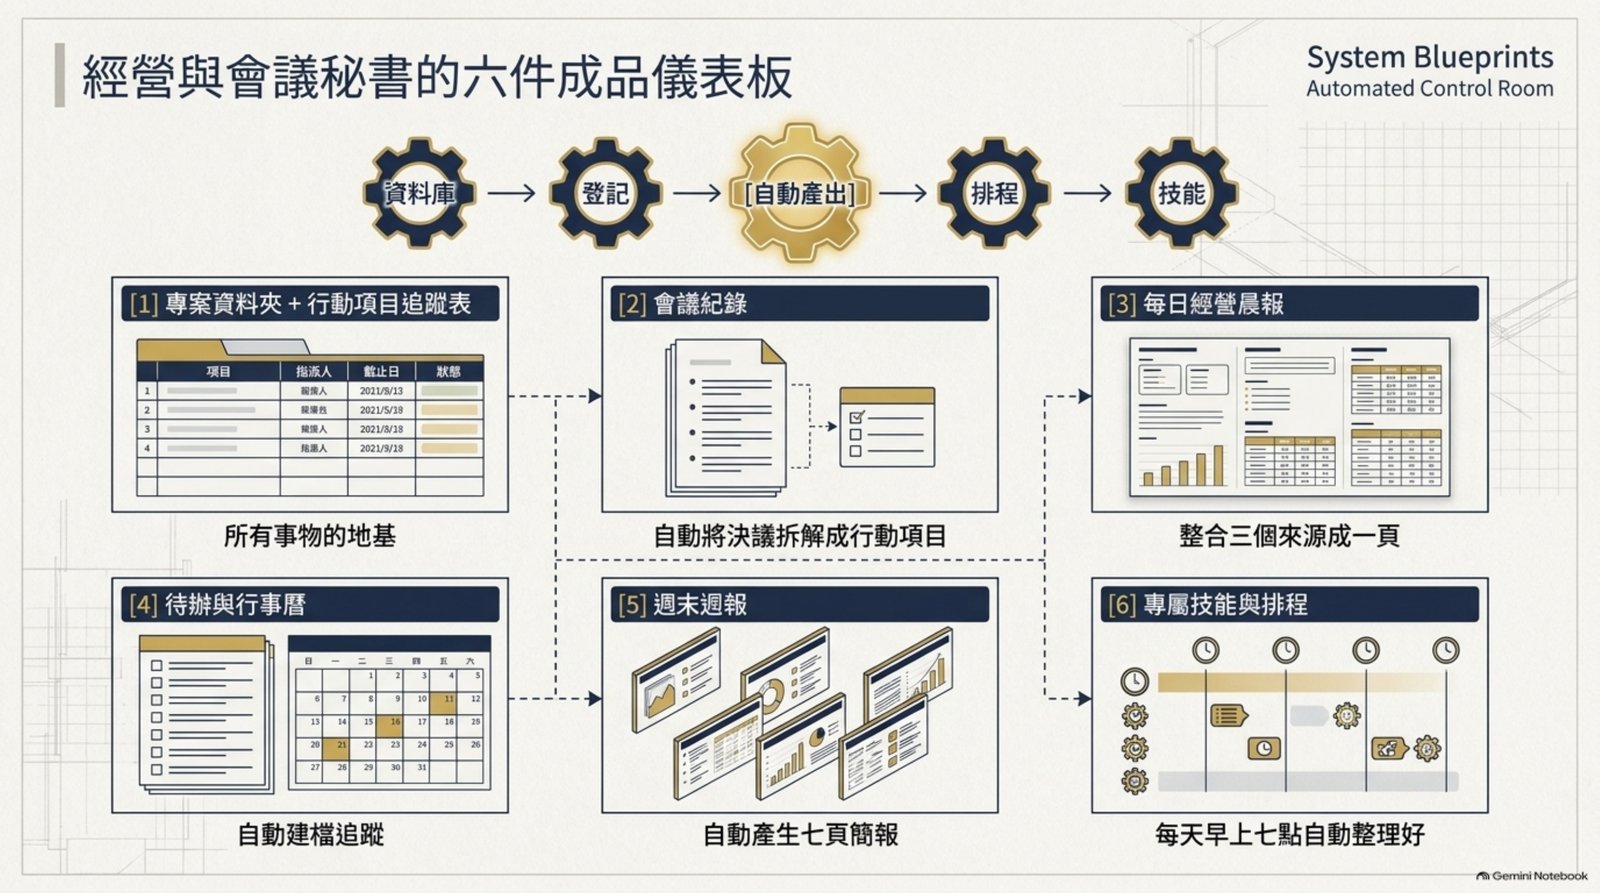 經營與會議秘書的六件成品儀表板
System Blueprints
Automated Control Room
資料庫
登記
[自動產出]
排程
技能
[1] 專案資料夾 + 行動項目追蹤表
項目 指派人 截止日 狀態
1 2021/9/13
2 2021/5/18
3 2021/8/18
4 2021/9/18
所有事物的地基
[2] 會議紀錄
自動將決議拆解成行動項目
[3] 每日經營晨報
整合三個來源成一頁
[4] 待辦與行事曆
日 一 二 三 四 五 六
1 2 3 4 5
6 7 8 9 10 11 12
13 14 15 16 17 18
20 21 22 23 24 25 26
27 28 29 30 31
自動建檔追蹤
[5] 週末週報
自動產生七頁簡報
[6] 專屬技能與排程
每天早上七點自動整理好
Gemini Notebook